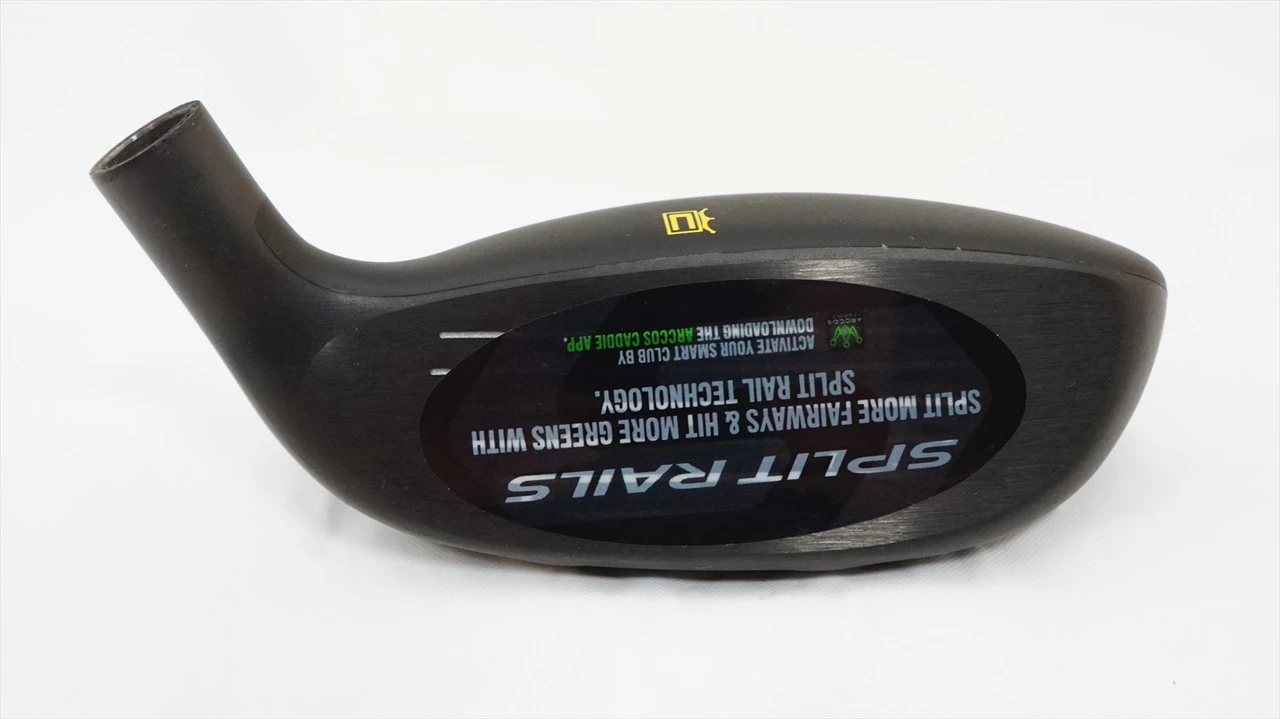 SPLIT RAILS
SPLIT MORE FAIRWAYS & HIT MORE GREENS WITH
SPLIT RAIL TECHNOLOGY.
ACTIVATE YOUR SMART CLUB BY
DOWNLOADING THE ARCCOS CADDIE APP.
ARCCOS